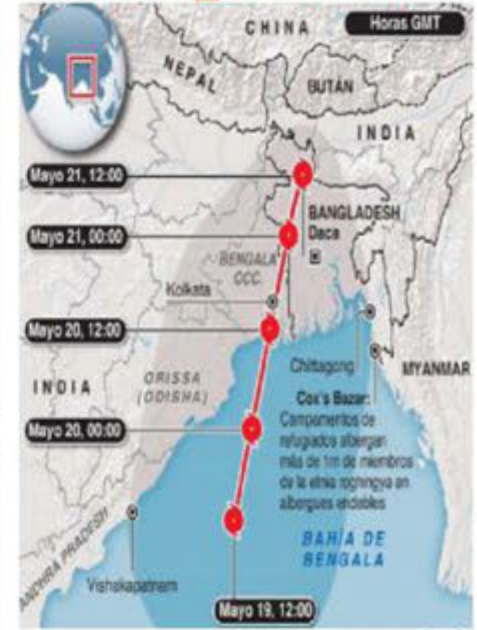 Horas GMT
CHINA
NEPAL
BUTÁN
INDIA
Mayo 21, 12:00
BANGLADESH
Daca
Mayo 21, 00:00
BENGALA
OCC.
Kolkata
Mayo 20, 12:00
Chittagong
MYANMAR
INDIA
ORISSA
(ODISHA)
Cox's Bazar:
Campamentos de
refugiados albergan
más de 1m de miembros
de la etnia roghingya en
albergues endebles
Mayo 20, 00:00
BAHÍA DE
BENGALA
ANDHRA PRADESH
Vishakapatnam
Mayo 19, 12:00